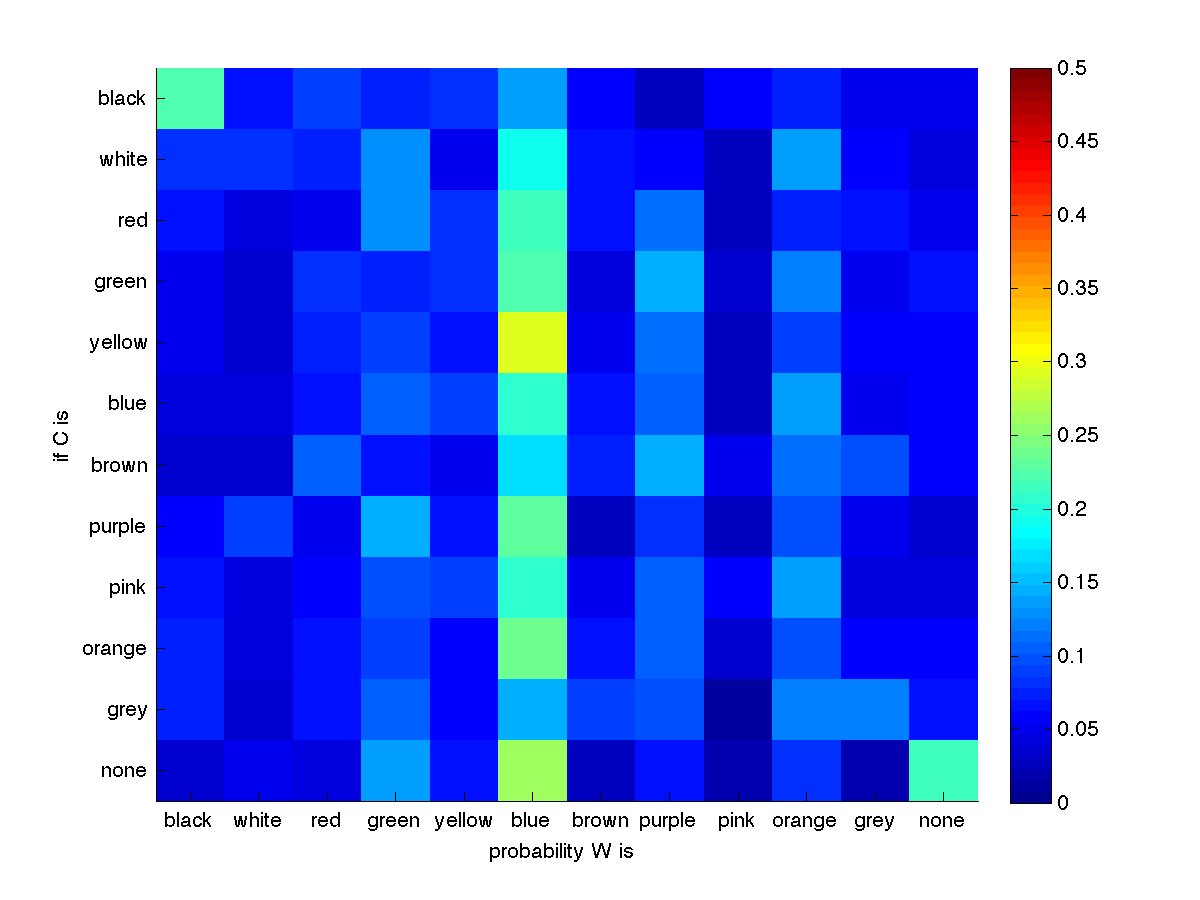 black
white
red
green
yellow
blue
brown
purple
pink
orange
grey
none
if C is
black white red green yellow blue brown purple pink orange grey none
probability W is
0.5
0.45
0.4
0.35
0.3
0.25
0.2
0.15
0.1
0.05
0